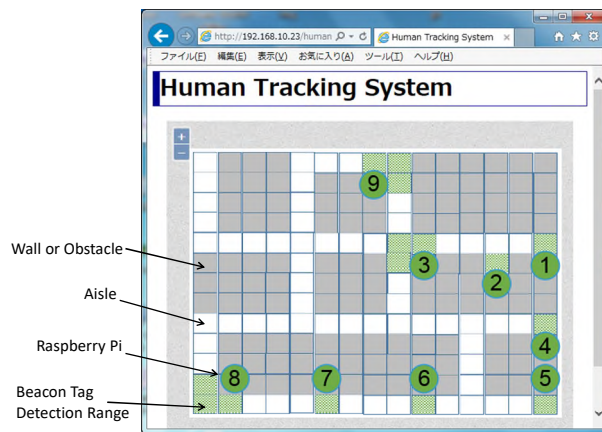 http://192.168.10.23/human
Human Tracking System
ファイル(F) 編集(E) 表示(V) お気に入り(A) ツール(T) ヘルプ(H)
Human Tracking System
+
−
9
Wall or Obstacle
3
1
2
Aisle
4
Raspberry Pi
8
7
6
5
Beacon Tag
Detection Range